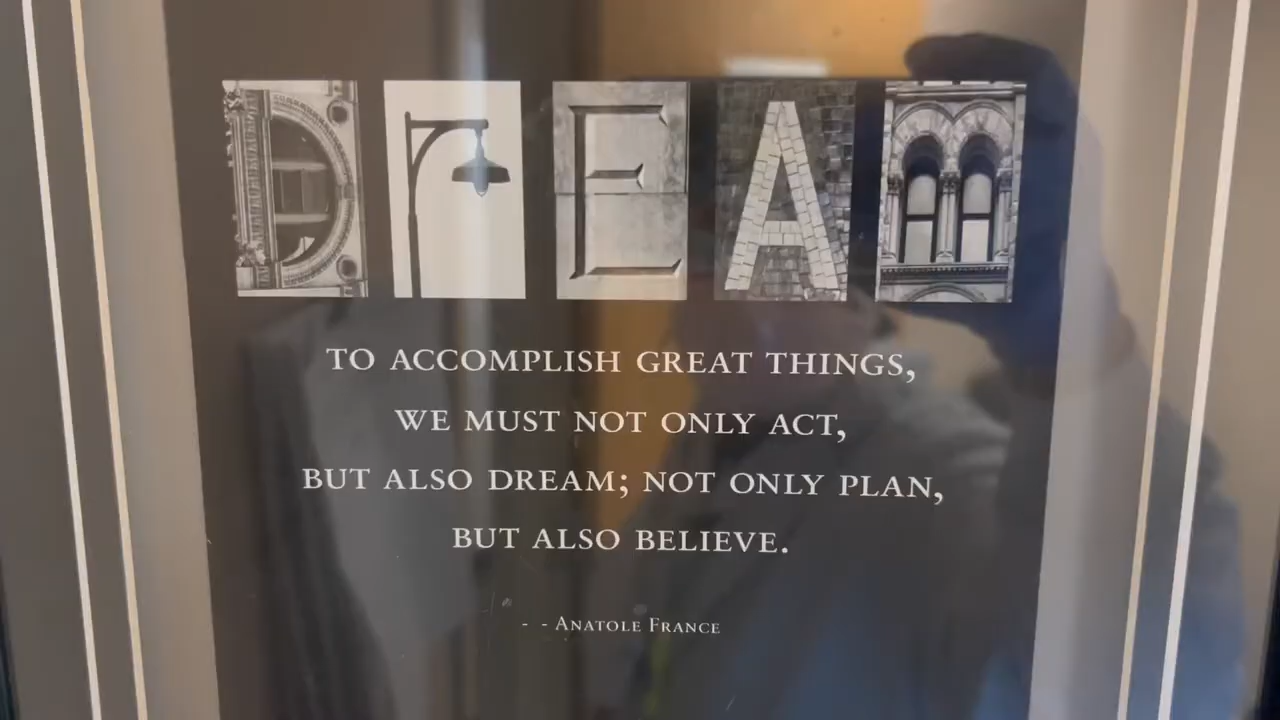 DrEAM
TO ACCOMPLISH GREAT THINGS,
WE MUST NOT ONLY ACT,
BUT ALSO DREAM; NOT ONLY PLAN,
BUT ALSO BELIEVE.
- - ANATOLE FRANCE